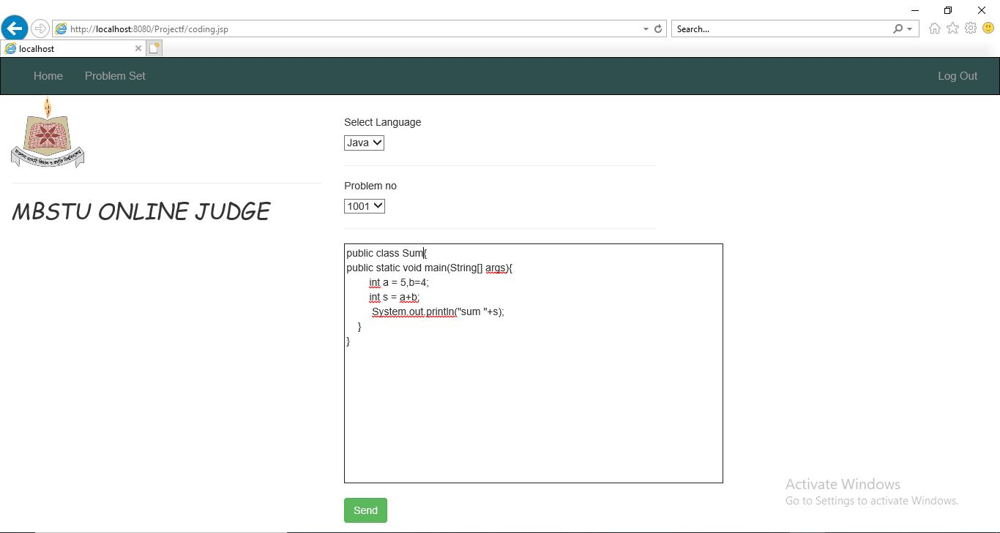 http://localhost:8080/Projectf/coding.jsp
Search...
localhost
Home Problem Set Log Out
Select Language
Java
Problem no
1001
MBSTU ONLINE JUDGE
public class Sum{
public static void main(String[] args){
int a = 5,b=4;
int s = a+b;
System.out.println("sum "+s);
}
}
Send
Activate Windows
Go to Settings to activate Windows.